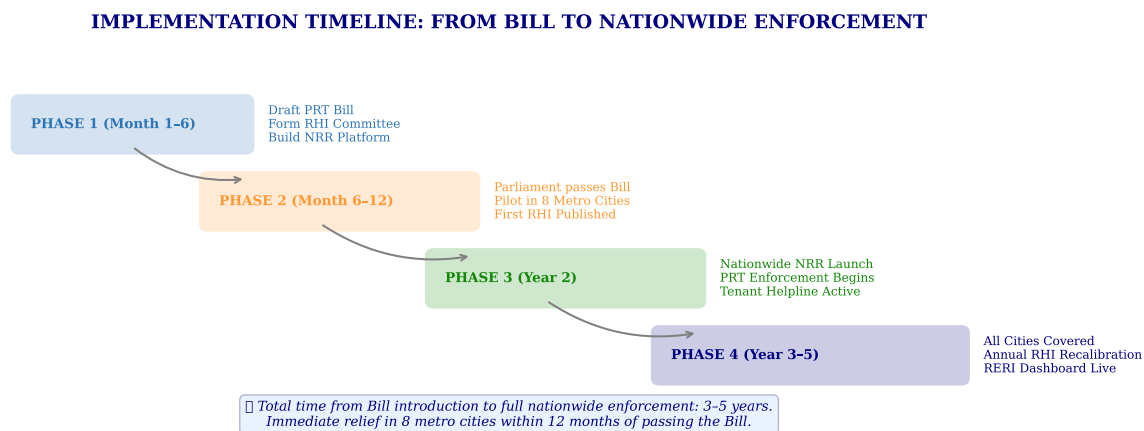 IMPLEMENTATION TIMELINE: FROM BILL TO NATIONWIDE ENFORCEMENT
PHASE 1 (Month 1–6)
Draft PRT Bill
Form RHI Committee
Build NRR Platform
PHASE 2 (Month 6–12)
Parliament passes Bill
Pilot in 8 Metro Cities
First RHI Published
PHASE 3 (Year 2)
Nationwide NRR Launch
PRT Enforcement Begins
Tenant Helpline Active
PHASE 4 (Year 3–5)
All Cities Covered
Annual RHI Recalibration
RERI Dashboard Live
Total time from Bill introduction to full nationwide enforcement: 3–5 years.
Immediate relief in 8 metro cities within 12 months of passing the Bill.